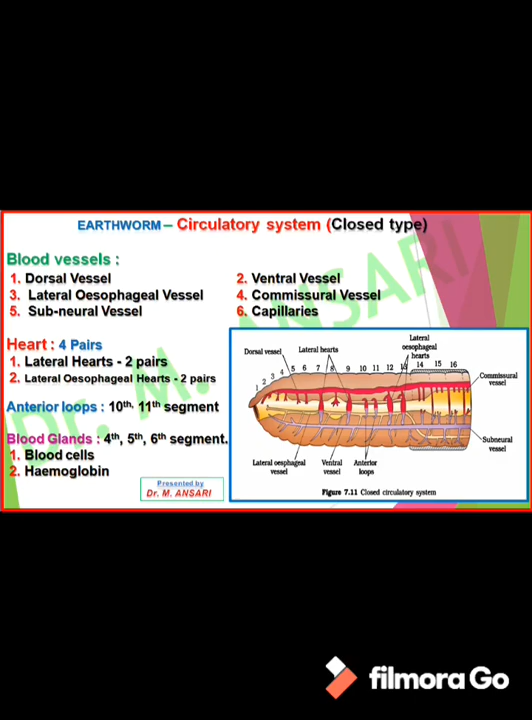 EARTHWORM – Circulatory system (Closed type)
Blood vessels :
1. Dorsal Vessel
2. Ventral Vessel
3. Lateral Oesophageal Vessel
4. Commissural Vessel
5. Sub-neural Vessel
6. Capillaries
Heart : 4 Pairs
1. Lateral Hearts - 2 pairs
2. Lateral Oesophageal Hearts - 2 pairs
Anterior loops : 10th, 11th segment
Blood Glands : 4th, 5th, 6th segment.
1. Blood cells
2. Haemoglobin
Presented by
Dr. M. ANSARI
Dorsal vessel
Lateral hearts
Lateral
oesophageal
hearts
1 2 3 4 5 6 7 8 9 10 11 12 13 14 15 16
Commissural
vessel
Subneural
vessel
Lateral oesphageal
vessel
Ventral
vessel
Anterior
loops
Figure 7.11 Closed circulatory system
Dr. M. ANSARI
filmora Go